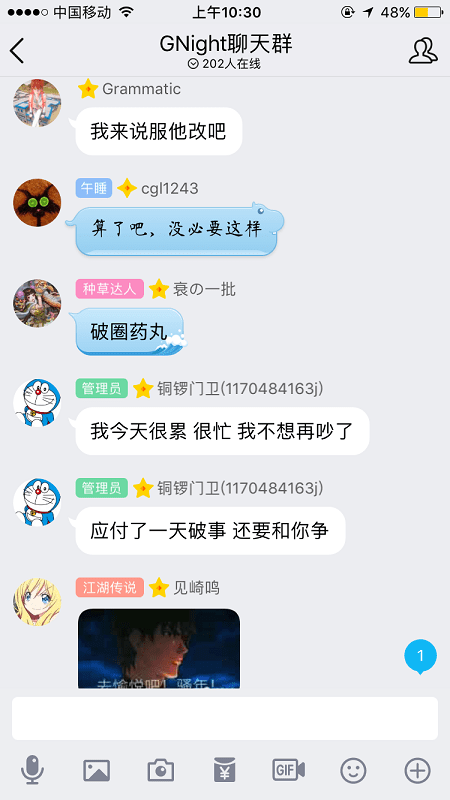 中国移动 上午10:30 48%
GNight聊天群
202人在线
Grammatic
我来说服他改吧
午睡 cgl1243
算了吧，没必要这样
种草达人 衰の一批
破圈药丸
管理员 铜锣门卫(1170484163j)
我今天很累 很忙 我不想再吵了
管理员 铜锣门卫(1170484163j)
应付了一天破事 还要和你争
江湖传说 见崎鸣
去愉悦吧！骚年！
1
GIF